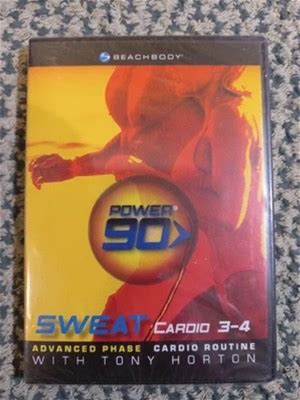 BEACHBODY®
POWER®
90>
SWEAT: CARDIO 3-4
ADVANCED PHASE CARDIO ROUTINE
WITH TONY HORTON